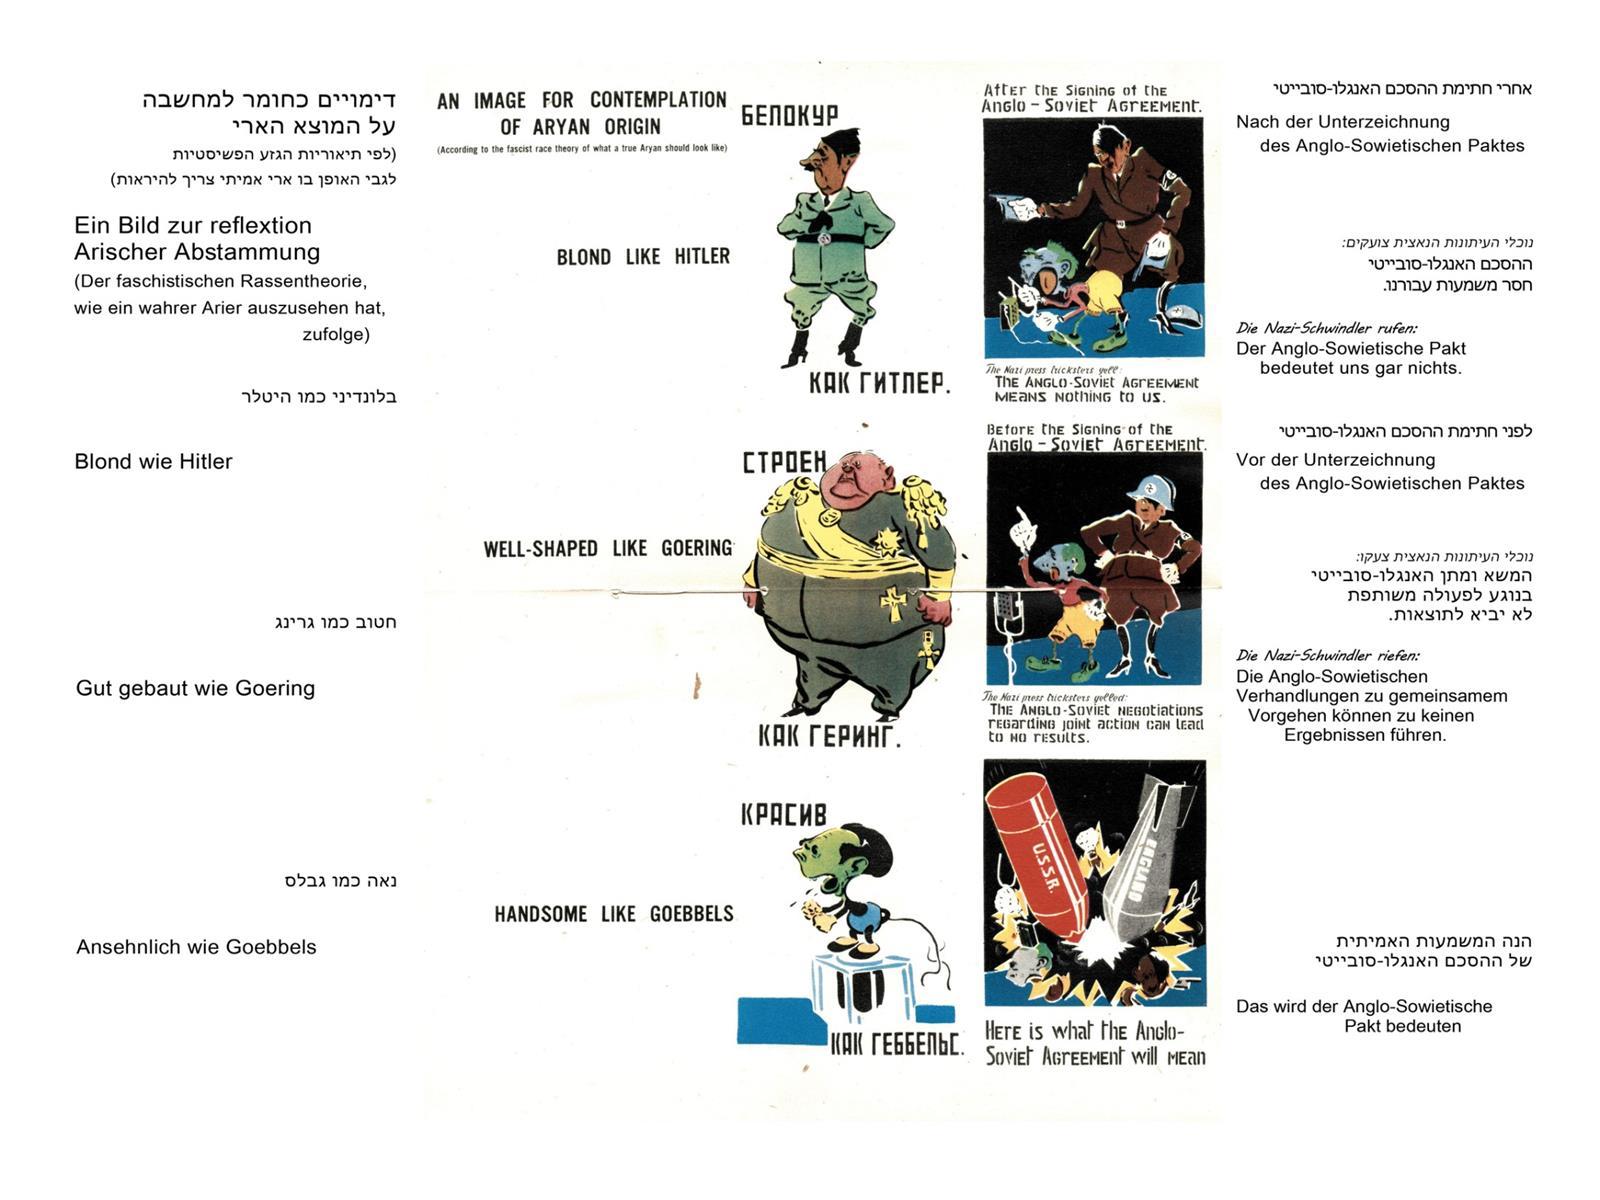 דימויים כחומר למחשבה
על המוצא הארי
(לפי תיאוריות הגזע הפשיסטיות
לגבי האופן בו ארי אמיתי צריך להיראות)
Ein Bild zur reflextion
Arischer Abstammung
(Der faschistischen Rassentheorie,
wie ein wahrer Arier auszusehen hat,
zufolge)
בלונדיני כמו היטלר
Blond wie Hitler
חטוב כמו גרינג
Gut gebaut wie Goering
נאה כמו גבלס
Ansehnlich wie Goebbels
AN IMAGE FOR CONTEMPLATION
OF ARYAN ORIGIN
(According to the fascist race theory of what a true Aryan should look like)
BLOND LIKE HITLER
WELL-SHAPED LIKE GOERING
HANDSOME LIKE GOEBBELS
БЕЛОКУР
КАК ГИТЛЕР.
СТРОЕН
КАК ГЕРИНГ.
КРАСИВ
КАК ГЕББЕЛЬС.
After the Signing of the
Anglo-Soviet Agreement.
The Nazi press tricksters yell:
The Anglo-Soviet Agreement
means nothing to us.
Before the Signing of the
Anglo-Soviet Agreement.
The Nazi press tricksters yelled:
The Anglo-Soviet negotiations
regarding joint action can lead
to no results.
U.S.S.R.
ENGLAND
Here is what the Anglo-
Soviet Agreement will mean
אחרי חתימת ההסכם האנגלו-סובייטי
Nach der Unterzeichnung
des Anglo-Sowietischen Paktes
נוכלי העיתונות הנאצית צועקים:
ההסכם האנגלו-סובייטי
חסר משמעות עבורנו.
Die Nazi-Schwindler rufen:
Der Anglo-Sowietische Pakt
bedeutet uns gar nichts.
לפני חתימת ההסכם האנגלו-סובייטי
Vor der Unterzeichnung
des Anglo-Sowietischen Paktes
נוכלי העיתונות הנאצית צעקו:
המשא ומתן האנגלו-סובייטי
בנוגע לפעולה משותפת
לא יביא לתוצאות.
Die Nazi-Schwindler riefen:
Die Anglo-Sowietischen
Verhandlungen zu gemeinsamem
Vorgehen können zu keinen
Ergebnissen führen.
הנה המשמעות האמיתית
של ההסכם האנגלו-סובייטי
Das wird der Anglo-Sowietische
Pakt bedeuten